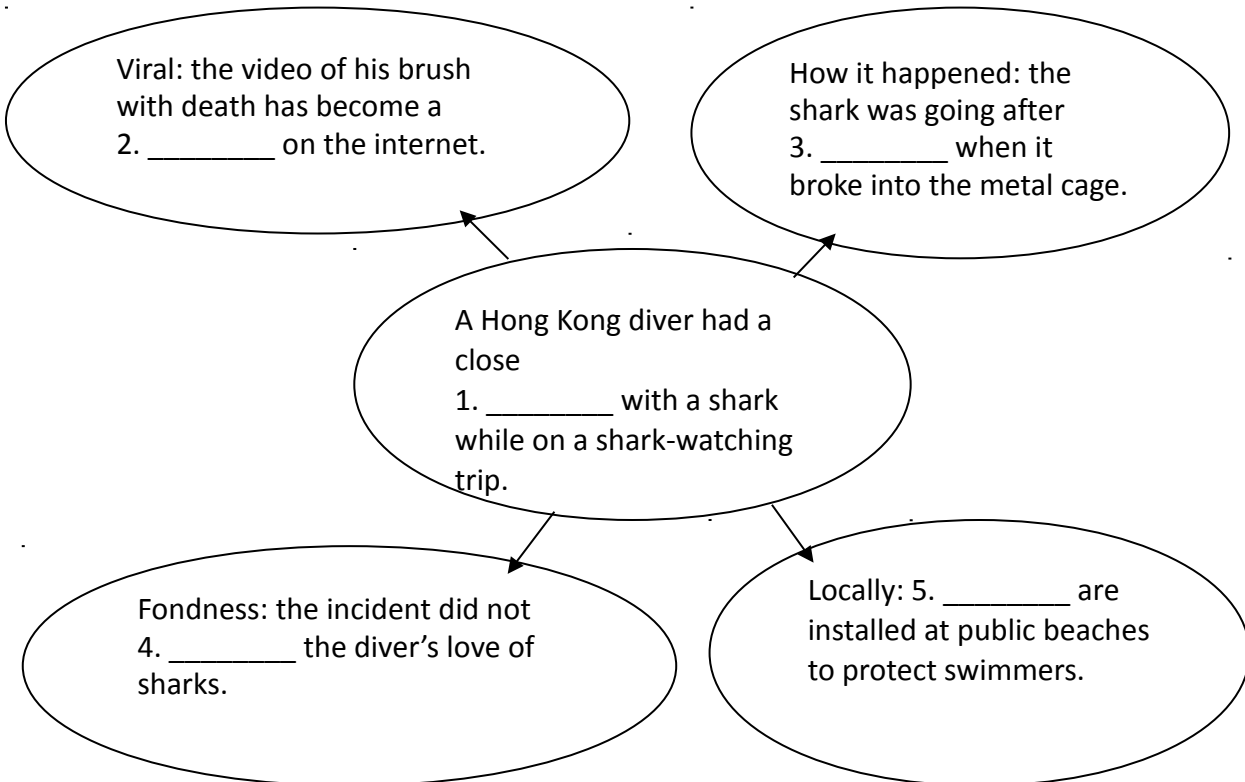 Viral: the video of his brush
with death has become a
2. ________ on the internet.
How it happened: the
shark was going after
3. ________ when it
broke into the metal cage.
A Hong Kong diver had a
close
1. ________ with a shark
while on a shark-watching
trip.
Fondness: the incident did not
4. ________ the diver’s love of
sharks.
Locally: 5. ________ are
installed at public beaches
to protect swimmers.